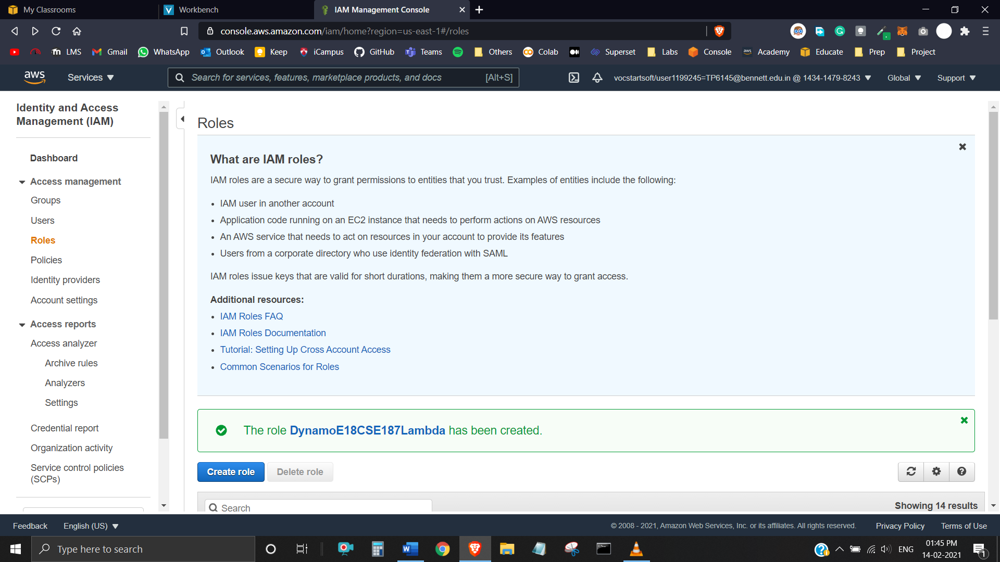 My Classrooms
Workbench
IAM Management Console
console.aws.amazon.com/iam/home?region=us-east-1#/roles
LMS
Gmail
WhatsApp
Outlook
Keep
iCampus
GitHub
Teams
Others
Colab
Superset
Labs
Console
aws
Academy
Educate
Prep
Project
aws
Services
Search for services, features, marketplace products, and docs
[Alt+S]
vocstartsoft/user1199245=TP6145@bennett.edu.in @ 1434-1479-8243
Global
Support
Identity and Access
Management (IAM)
Dashboard
Access management
Groups
Users
Roles
Policies
Identity providers
Account settings
Access reports
Access analyzer
Archive rules
Analyzers
Settings
Credential report
Organization activity
Service control policies
(SCPs)
Roles
What are IAM roles?
IAM roles are a secure way to grant permissions to entities that you trust. Examples of entities include the following:
• IAM user in another account
• Application code running on an EC2 instance that needs to perform actions on AWS resources
• An AWS service that needs to act on resources in your account to provide its features
• Users from a corporate directory who use identity federation with SAML
IAM roles issue keys that are valid for short durations, making them a more secure way to grant access.
Additional resources:
• IAM Roles FAQ
• IAM Roles Documentation
• Tutorial: Setting Up Cross Account Access
• Common Scenarios for Roles
The role DynamoE18CSE187Lambda has been created.
Create role
Delete role
Search
Showing 14 results
Feedback
English (US)
© 2008 - 2021, Amazon Web Services, Inc. or its affiliates. All rights reserved.
Privacy Policy
Terms of Use
Type here to search
ENG
01:45 PM
14-02-2021
1